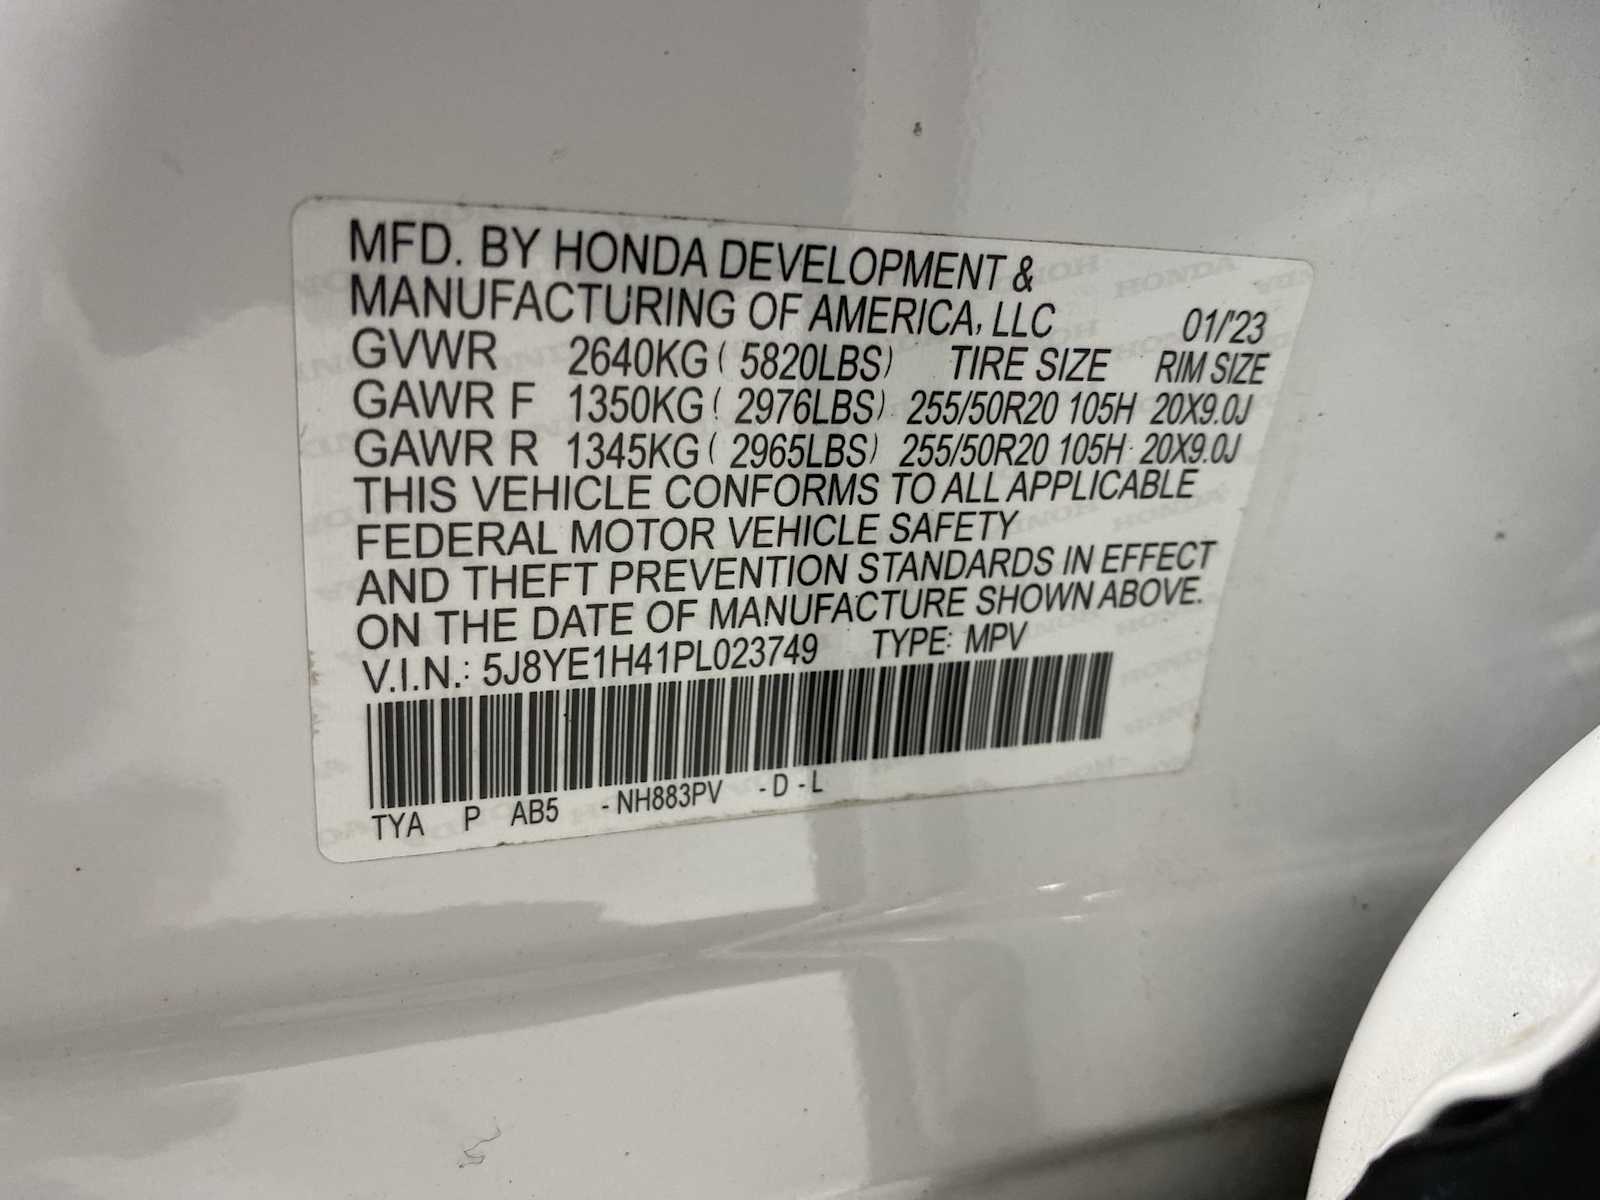 MFD. BY HONDA DEVELOPMENT &
MANUFACTURING OF AMERICA, LLC 01/'23
GVWR 2640KG ( 5820LBS) TIRE SIZE RIM SIZE
GAWR F 1350KG ( 2976LBS) 255/50R20 105H 20X9.0J
GAWR R 1345KG ( 2965LBS) 255/50R20 105H 20X9.0J
THIS VEHICLE CONFORMS TO ALL APPLICABLE
FEDERAL MOTOR VEHICLE SAFETY
AND THEFT PREVENTION STANDARDS IN EFFECT
ON THE DATE OF MANUFACTURE SHOWN ABOVE.
V.I.N.: 5J8YE1H41PL023749 TYPE: MPV
TYA P AB5 -NH883PV -D -L